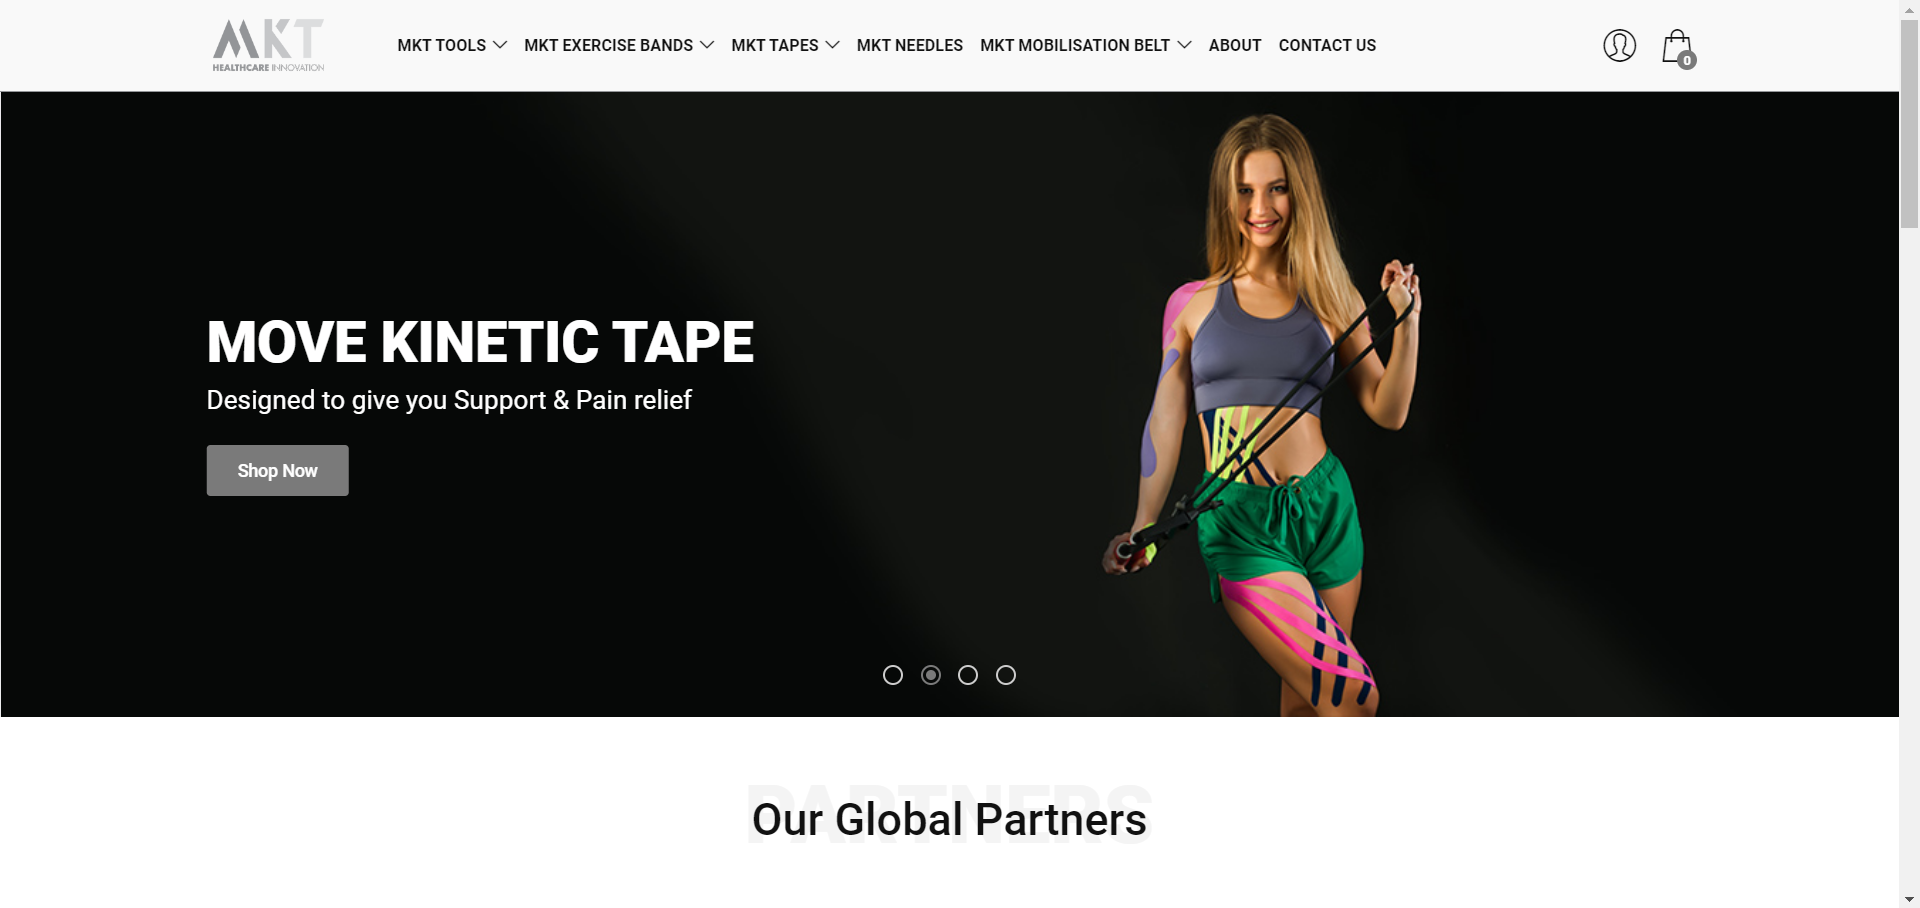 MKT
HEALTHCARE INNOVATION
MKT TOOLS
MKT EXERCISE BANDS
MKT TAPES
MKT NEEDLES
MKT MOBILISATION BELT
ABOUT
CONTACT US
0
MOVE KINETIC TAPE
Designed to give you Support & Pain relief
Shop Now
PARTNERS
Our Global Partners